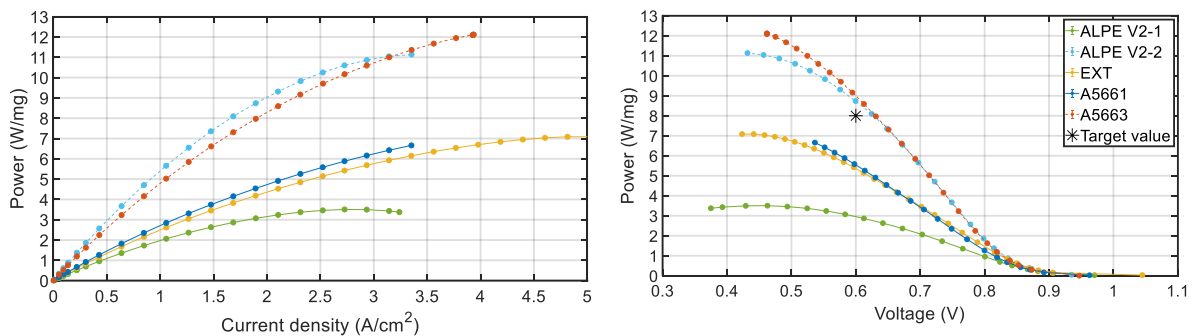 13
12
11
10
9
8
7
6
5
4
3
2
1
0
Power (W/mg)
0 0.5 1 1.5 2 2.5 3 3.5 4 4.5 5
Current density (A/cm²)
13
12
11
10
9
8
7
6
5
4
3
2
1
0
Power (W/mg)
0.3 0.4 0.5 0.6 0.7 0.8 0.9 1 1.1
Voltage (V)
ALPE V2-1
ALPE V2-2
EXT
A5661
A5663
Target value